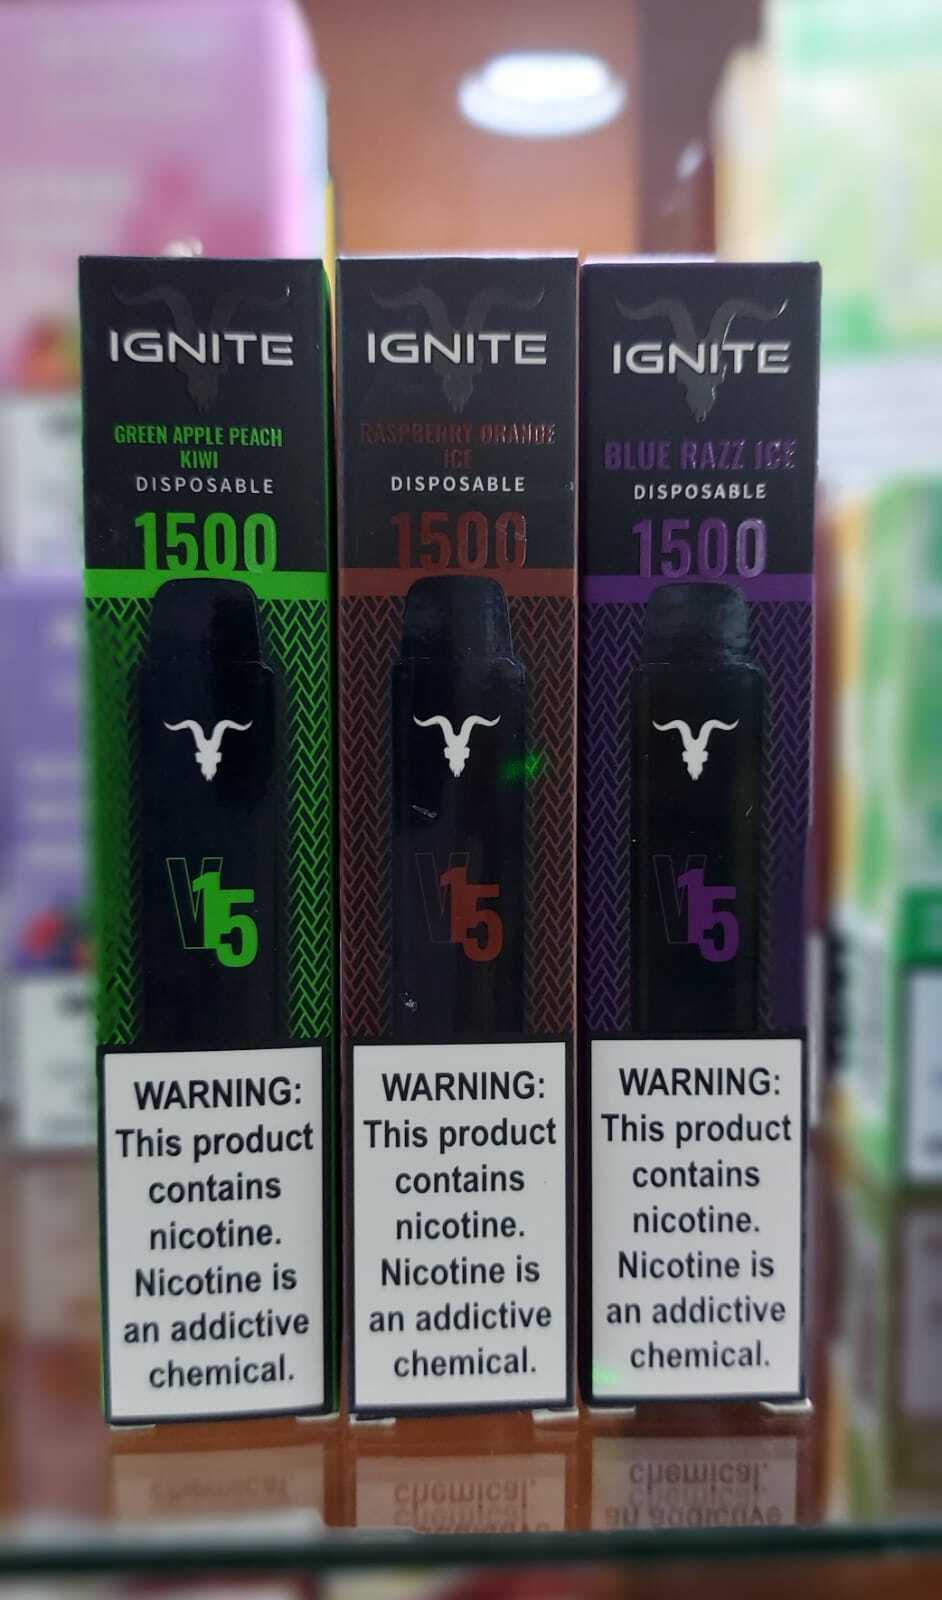 IGNITE
GREEN APPLE PEACH
KIWI
DISPOSABLE
1500
V15
WARNING:
This product
contains
nicotine.
Nicotine is
an addictive
chemical.
IGNITE
RASPBERRY ORANGE
ICE
DISPOSABLE
1500
V15
WARNING:
This product
contains
nicotine.
Nicotine is
an addictive
chemical.
IGNITE
BLUE RAZZ ICE
DISPOSABLE
1500
V15
WARNING:
This product
contains
nicotine.
Nicotine is
an addictive
chemical.